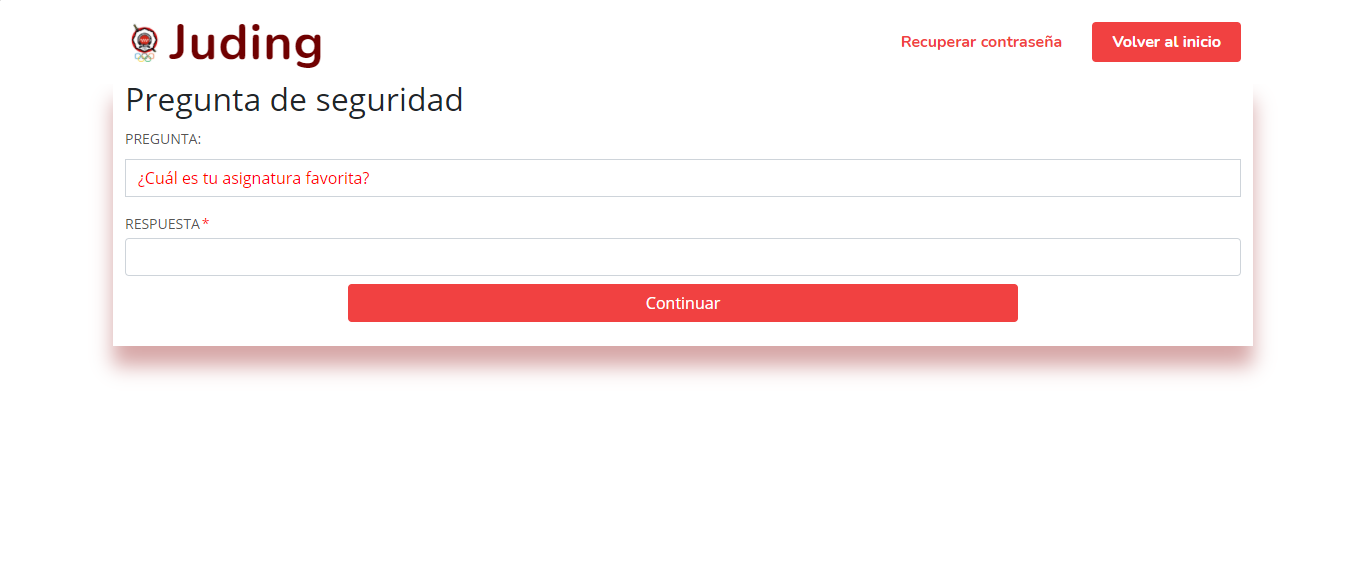 Juding
Recuperar contraseña
Volver al inicio
Pregunta de seguridad
PREGUNTA:
¿Cuál es tu asignatura favorita?
RESPUESTA*
Continuar